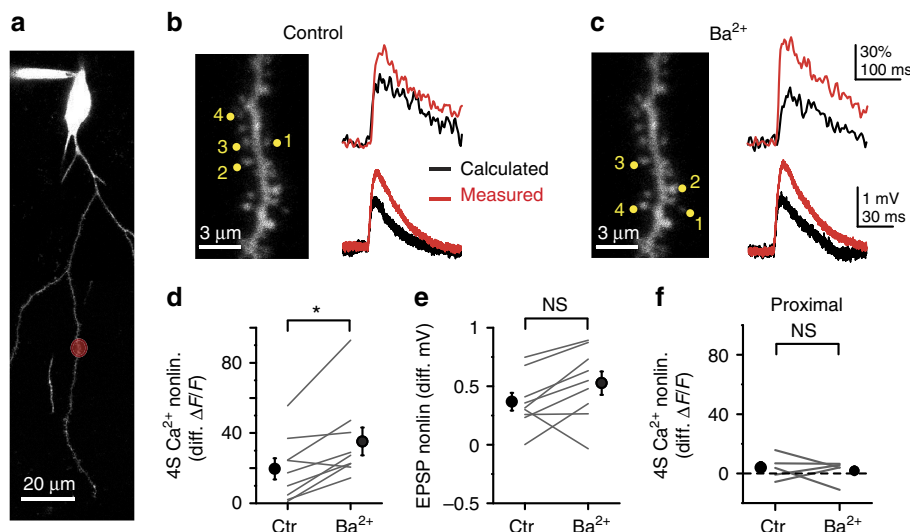 a
20 µm
b
Control
4
3
2
1
3 µm
Calculated
Measured
c
Ba²⁺
3
4
2
1
3 µm
30%
100 ms
1 mV
30 ms
d
4S Ca²⁺ nonlin.
(diff. ΔF/F)
80
40
0
*
Ctr
Ba²⁺
e
EPSP nonlin (diff. mV)
1
0.5
0
−0.5
NS
Ctr
Ba²⁺
f
Proximal
NS
4S Ca²⁺ nonlin.
(diff. ΔF/F)
80
40
0
Ctr
Ba²⁺